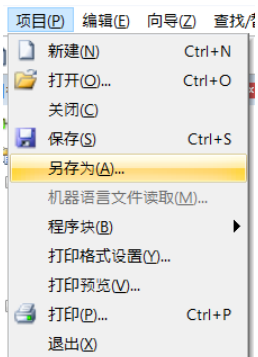 项目(P) 编辑(E) 向导(Z) 查找/
新建(N) Ctrl+N
打开(O)... Ctrl+O
关闭(C)
保存(S) Ctrl+S
另存为(A)...
机器语言文件读取(M)...
程序块(B)
打印格式设置(Y)...
打印预览(V)...
打印(P)... Ctrl+P
退出(X)